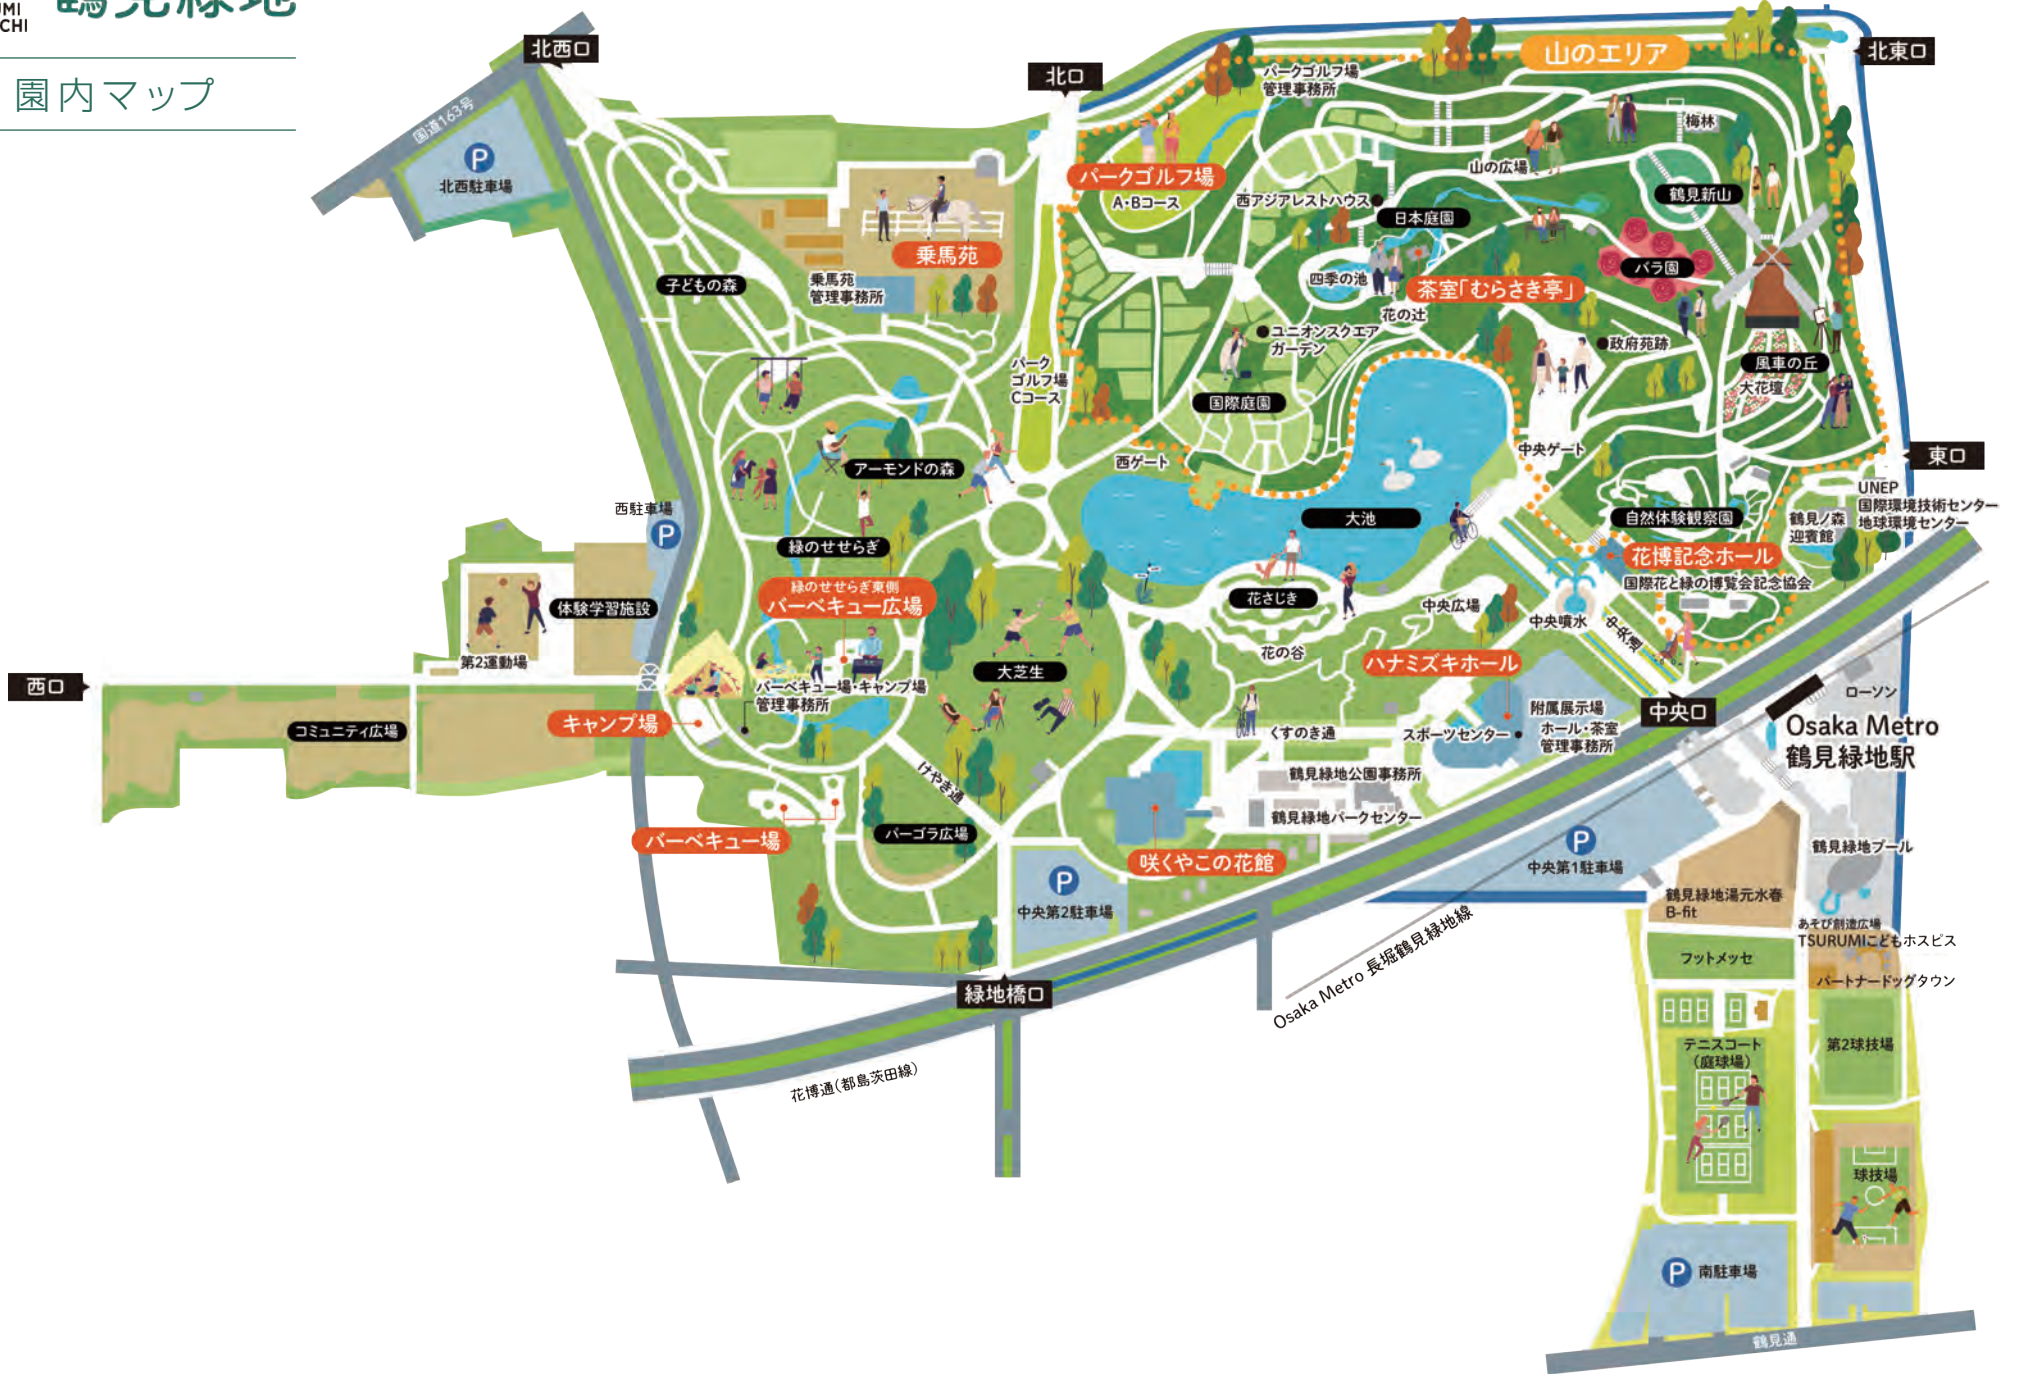 鶴見緑地
UMI
CHI
園内マップ
北西口
国道163号
P
北西駐車場
北口
北東口
山のエリア
パークゴルフ場
管理事務所
パークゴルフ場
A・Bコース
西アジアレストハウス
日本庭園
山の広場
梅林
鶴見新山
バラ園
四季の池
茶室「むらさき亭」
花の辻
ユニオンスクエア
ガーデン
政府苑跡
風車の丘
大花壇
国際庭園
乗馬苑
乗馬苑
管理事務所
子どもの森
パーク
ゴルフ場
Cコース
アーモンドの森
西ゲート
中央ゲート
東口
UNEP
国際環境技術センター
地球環境センター
鶴見ノ森
迎賓館
自然体験観察園
大池
西駐車場
P
緑のせせらぎ
緑のせせらぎ東側
バーベキュー広場
花博記念ホール
国際花と緑の博覧会記念協会
体験学習施設
第2運動場
花さじき
花の谷
中央広場
中央噴水
中央通
西口
大芝生
ハナミズキホール
バーベキュー場・キャンプ場
管理事務所
キャンプ場
コミュニティ広場
くすのき通
スポーツセンター
附属展示場
ホール・茶室
管理事務所
中央口
ローソン
Osaka Metro
鶴見緑地駅
けやき通
鶴見緑地公園事務所
鶴見緑地パークセンター
バーベキュー場
パーゴラ広場
咲くやこの花館
P
中央第2駐車場
P
中央第1駐車場
鶴見緑地プール
鶴見緑地湯元水春
B-fit
あそび創造広場
TSURUMIこどもホスピス
フットメッセ
パートナードッグタウン
緑地橋口
Osaka Metro 長堀鶴見緑地線
花博通(都島茨田線)
テニスコート
(庭球場)
第2球技場
球技場
P
南駐車場
鶴見通